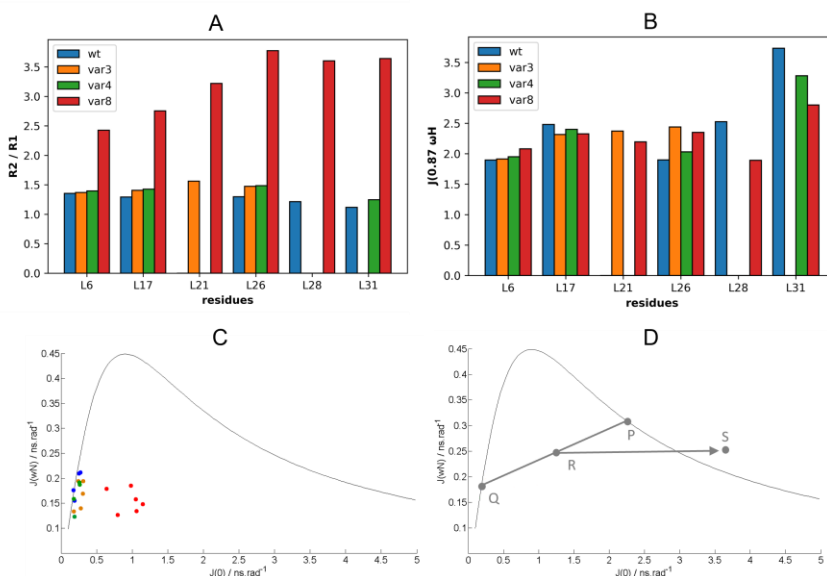 A
R2 / R1
3.5
3.0
2.5
2.0
1.5
1.0
0.5
0.0
wt
var3
var4
var8
L6 L17 L21 L26 L28 L31
residues
B
J(0.87 ωH
3.5
3.0
2.5
2.0
1.5
1.0
0.5
0.0
wt
var3
var4
var8
L6 L17 L21 L26 L28 L31
residues
C
J(wN) / ns.rad⁻¹
0.45
0.4
0.35
0.3
0.25
0.2
0.15
0.1
0 0.5 1 1.5 2 2.5 3 3.5 4 4.5 5
J(0) / ns.rad⁻¹
D
J(wN) / ns.rad⁻¹
0.45
0.4
0.35
0.3
0.25
0.2
0.15
0.1
P
S
R
Q
0 0.5 1 1.5 2 2.5 3 3.5 4 4.5 5
J(0) / ns.rad⁻¹